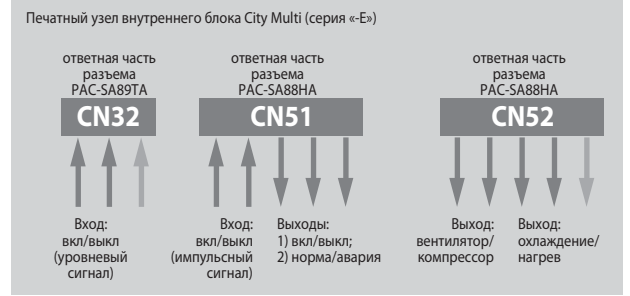 Печатный узел внутреннего блока City Multi (серия «-E»)
ответная часть
разъема
PAC-SA89TA
CN32
ответная часть
разъема
PAC-SA88HA
CN51
ответная часть
разъема
PAC-SA88HA
CN52
Вход:
вкл/выкл
(уровневый
сигнал)
Вход:
вкл/выкл
(импульсный
сигнал)
Выходы:
1) вкл/выкл;
2) норма/авария
Выход:
вентилятор/
компрессор
Выход:
охлаждение/
нагрев